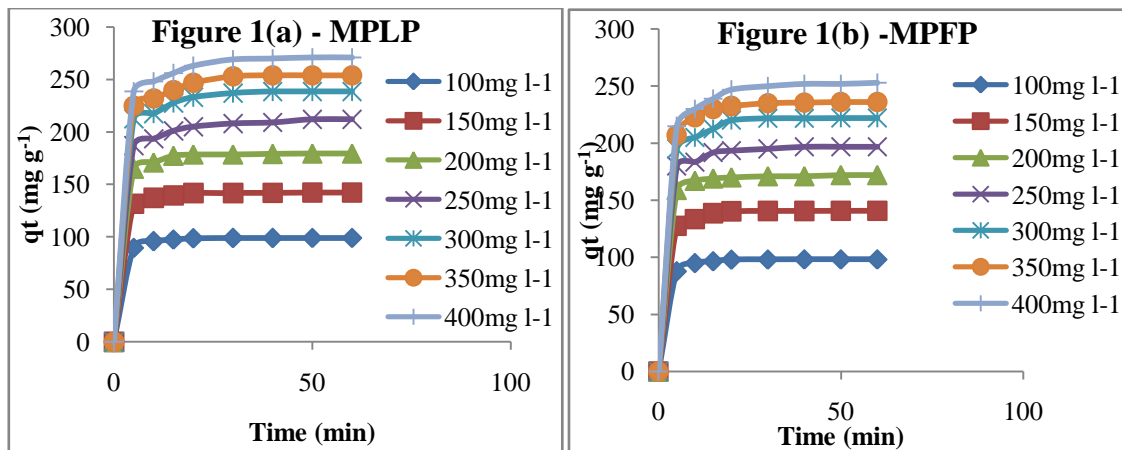 Figure 1(a) - MPLP
300
250
200
150
100
50
0
qt (mg g-1)
0
50
100
Time (min)
100mg l-1
150mg l-1
200mg l-1
250mg l-1
300mg l-1
350mg l-1
400mg l-1
Figure 1(b) -MPFP
300
250
200
150
100
50
0
qt (mg g-1)
0
50
100
Time (min)
100mg l-1
150mg l-1
200mg l-1
250mg l-1
300mg l-1
350mg l-1
400mg l-1